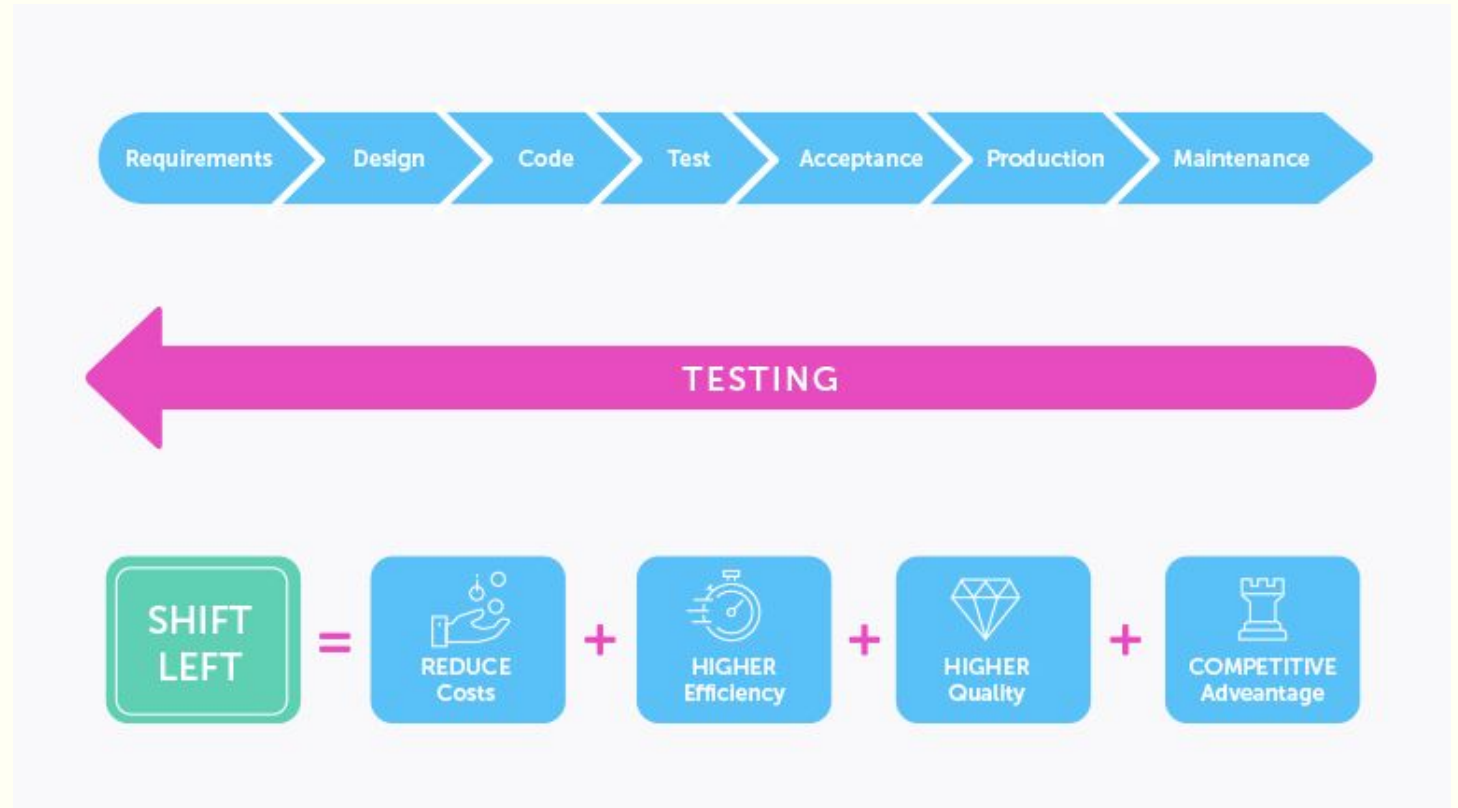 Requirements Design Code Test Acceptance Production Maintenance
TESTING
SHIFT
LEFT
=
REDUCE
Costs
+
HIGHER
Efficiency
+
HIGHER
Quality
+
COMPETITIVE
Adveantage